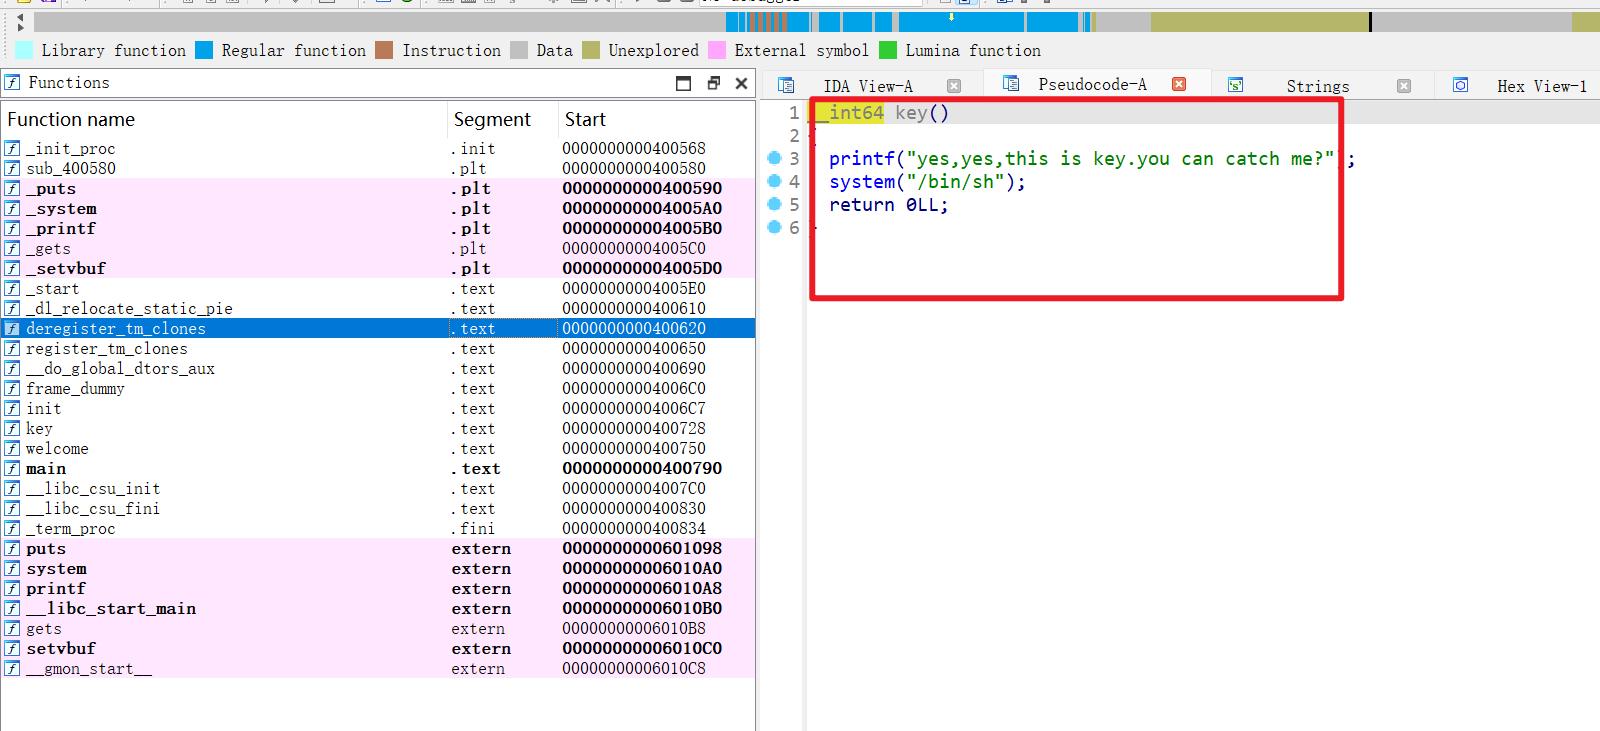 Library function Regular function Instruction Data Unexplored External symbol Lumina function
Functions
Function name Segment Start
_init_proc .init 0000000000400568
sub_400580 .plt 0000000000400580
_puts .plt 0000000000400590
_system .plt 00000000004005A0
_printf .plt 00000000004005B0
_gets .plt 00000000004005C0
_setvbuf .plt 00000000004005D0
_start .text 00000000004005E0
_dl_relocate_static_pie .text 0000000000400610
deregister_tm_clones .text 0000000000400620
register_tm_clones .text 0000000000400650
__do_global_dtors_aux .text 0000000000400690
frame_dummy .text 00000000004006C0
init .text 00000000004006C7
key .text 0000000000400728
welcome .text 0000000000400750
main .text 0000000000400790
__libc_csu_init .text 00000000004007C0
__libc_csu_fini .text 0000000000400830
_term_proc .fini 0000000000400834
puts extern 0000000000601098
system extern 00000000006010A0
printf extern 00000000006010A8
__libc_start_main extern 00000000006010B0
gets extern 00000000006010B8
setvbuf extern 00000000006010C0
__gmon_start__ extern 00000000006010C8
IDA View-A Pseudocode-A Strings Hex View-1
1 __int64 key()
2
3 printf("yes,yes,this is key.you can catch me?");
4 system("/bin/sh");
5 return 0LL;
6